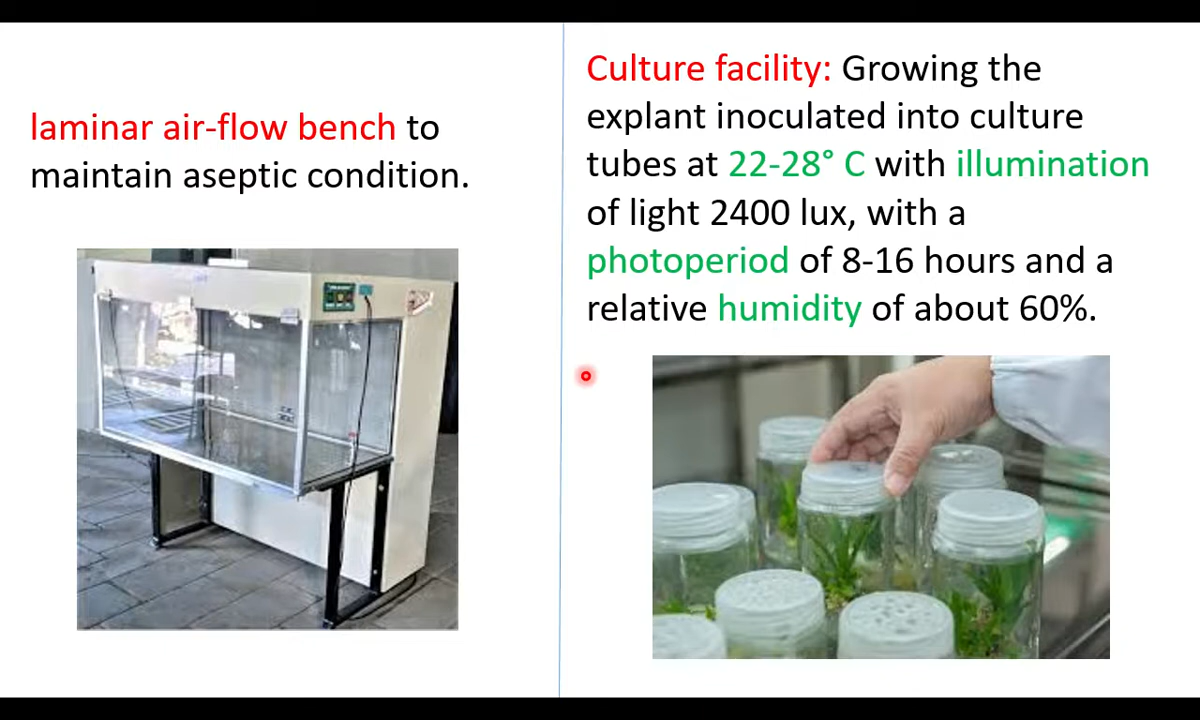 laminar air-flow bench to
maintain aseptic condition.
Culture facility: Growing the
explant inoculated into culture
tubes at 22-28° C with illumination
of light 2400 lux, with a
photoperiod of 8-16 hours and a
relative humidity of about 60%.